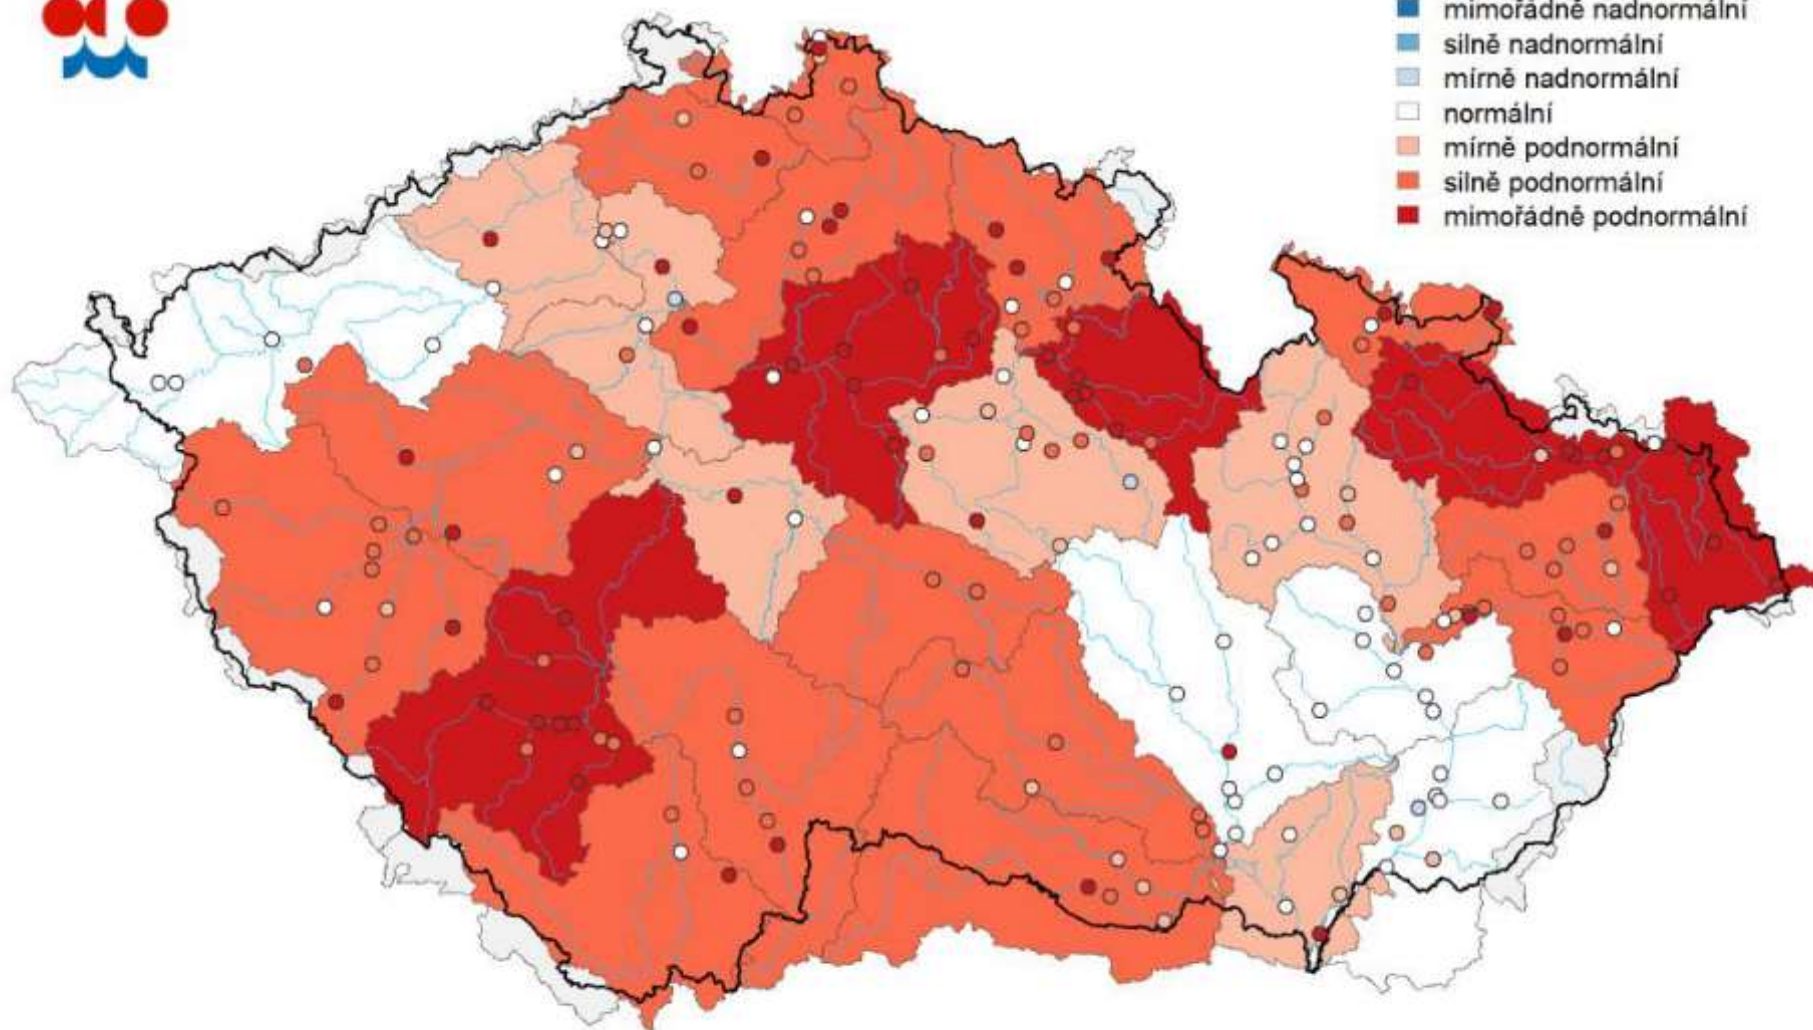 mimořádně nadnormální
silně nadnormální
mírně nadnormální
normální
mírně podnormální
silně podnormální
mimořádně podnormální